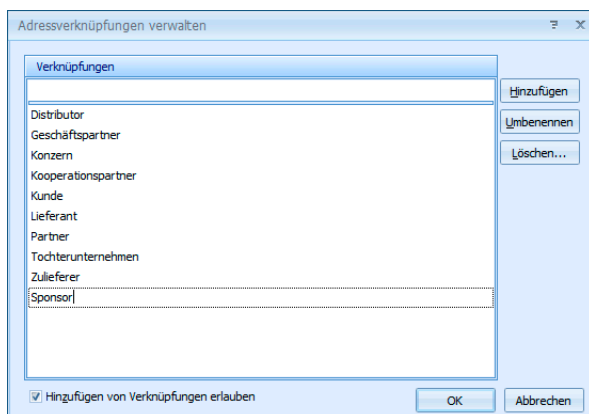 Adressverknüpfungen verwalten
Verknüpfungen
Hinzufügen
Distributor
Umbenennen
Geschäftspartner
Konzern
Löschen...
Kooperationspartner
Kunde
Lieferant
Partner
Tochterunternehmen
Zulieferer
Sponsor
Hinzufügen von Verknüpfungen erlauben
OK
Abbrechen